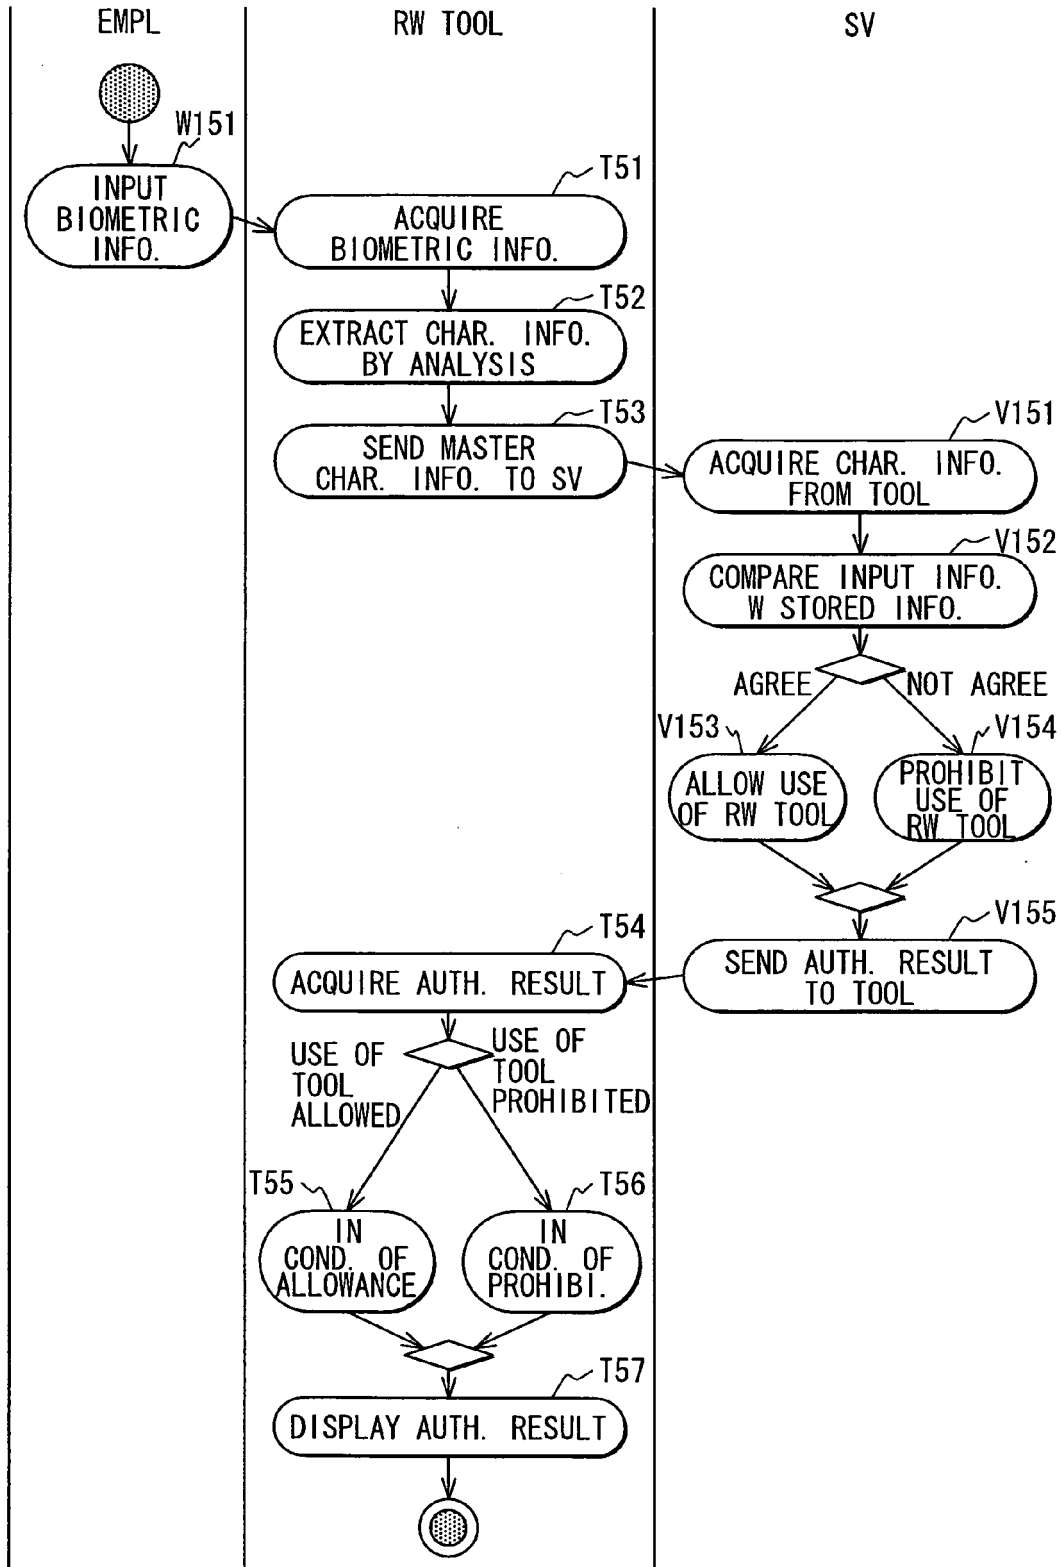 EMPL
RW TOOL
SV
W151
INPUT
BIOMETRIC
INFO.
T51
ACQUIRE
BIOMETRIC INFO.
T52
EXTRACT CHAR. INFO.
BY ANALYSIS
T53
SEND MASTER
CHAR. INFO. TO SV
V151
ACQUIRE CHAR. INFO.
FROM TOOL
V152
COMPARE INPUT INFO.
W STORED INFO.
AGREE
NOT AGREE
V153
ALLOW USE
OF RW TOOL
V154
PROHIBIT
USE OF
RW TOOL
V155
SEND AUTH. RESULT
TO TOOL
T54
ACQUIRE AUTH. RESULT
USE OF
TOOL
ALLOWED
USE OF
TOOL
PROHIBITED
T55
IN
COND. OF
ALLOWANCE
T56
IN
COND. OF
PROHIBI.
T57
DISPLAY AUTH. RESULT